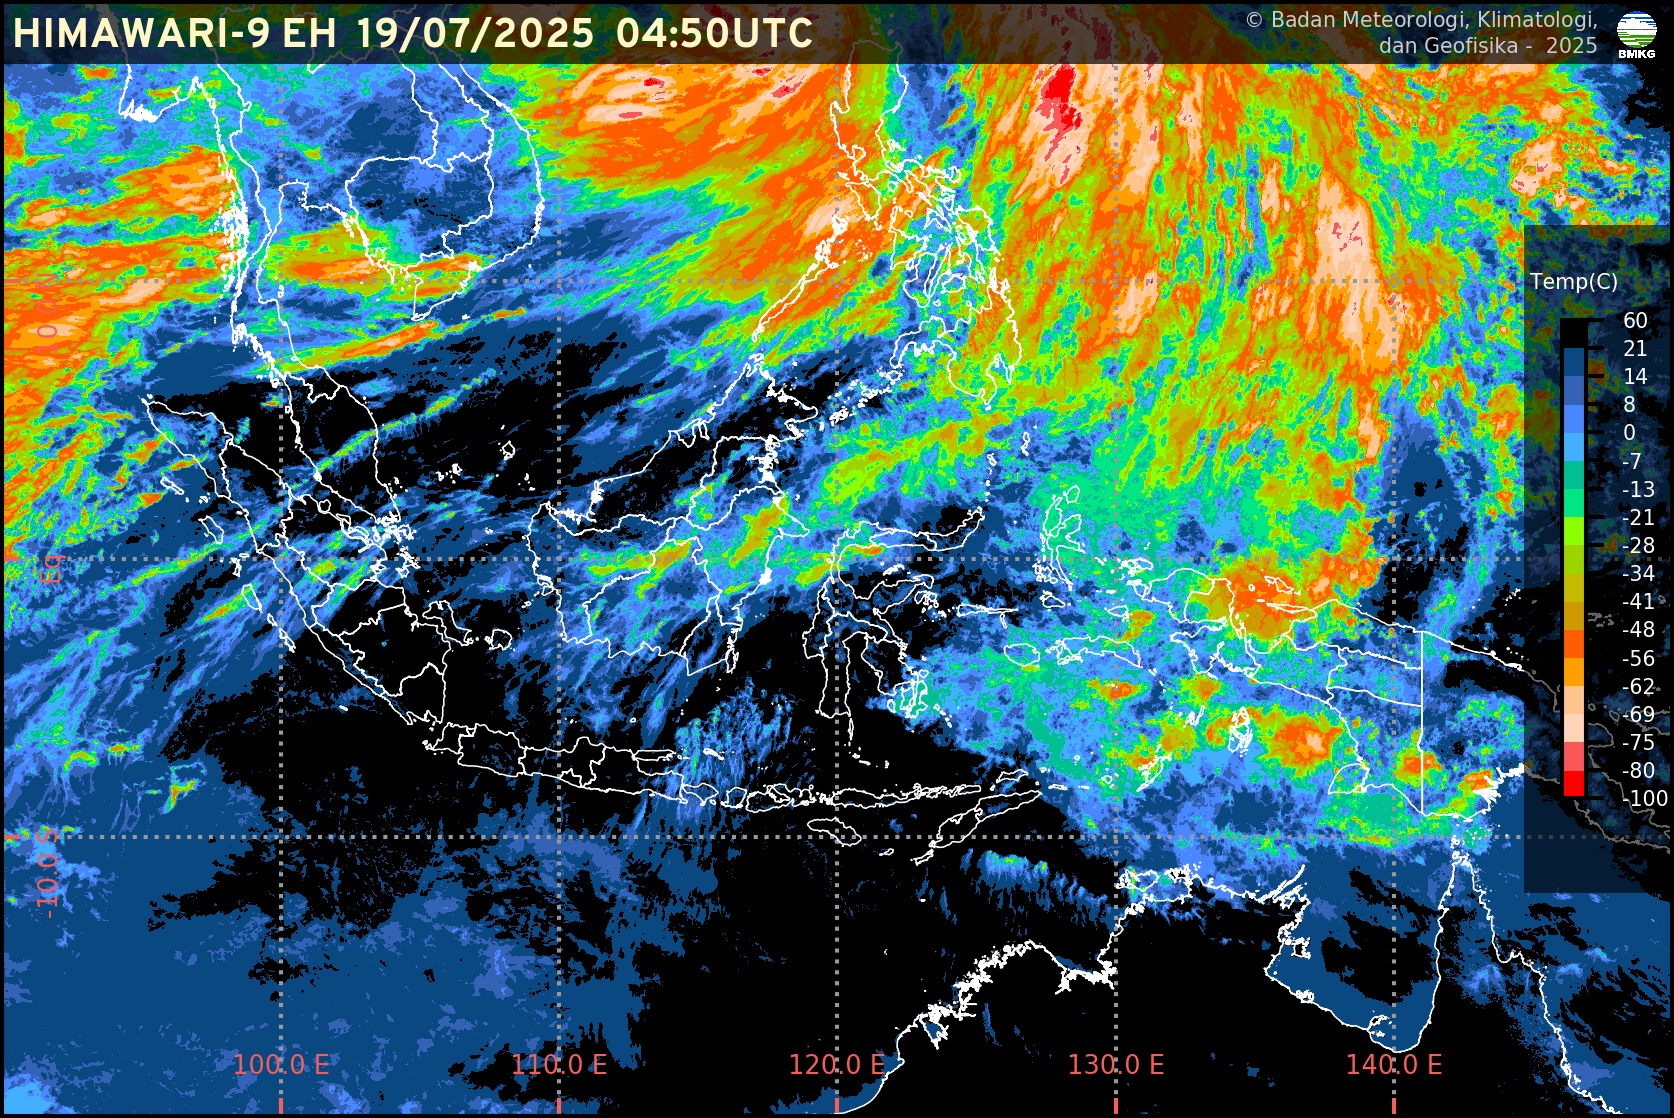 HIMAWARI-9 EH 19/07/2025 04:50UTC
© Badan Meteorologi, Klimatologi,
dan Geofisika - 2025
BMKG
Temp(C)
60
21
14
8
0
-7
-13
-21
-28
-34
-41
-48
-56
-62
-69
-75
-80
-100
Eq
-10.0 S
100.0 E
110.0 E
120.0 E
130.0 E
140.0 E